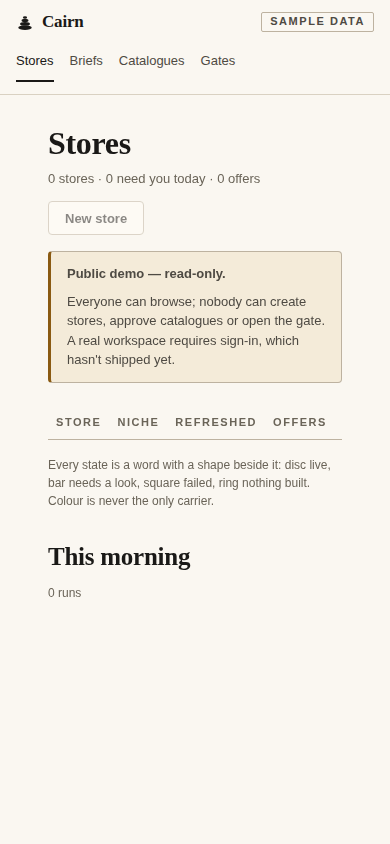 Cairn
SAMPLE DATA
Stores Briefs Catalogues Gates
Stores
0 stores · 0 need you today · 0 offers
New store
Public demo — read-only.
Everyone can browse; nobody can create
stores, approve catalogues or open the gate.
A real workspace requires sign-in, which
hasn't shipped yet.
STORE NICHE REFRESHED OFFERS
Every state is a word with a shape beside it: disc live,
bar needs a look, square failed, ring nothing built.
Colour is never the only carrier.
This morning
0 runs